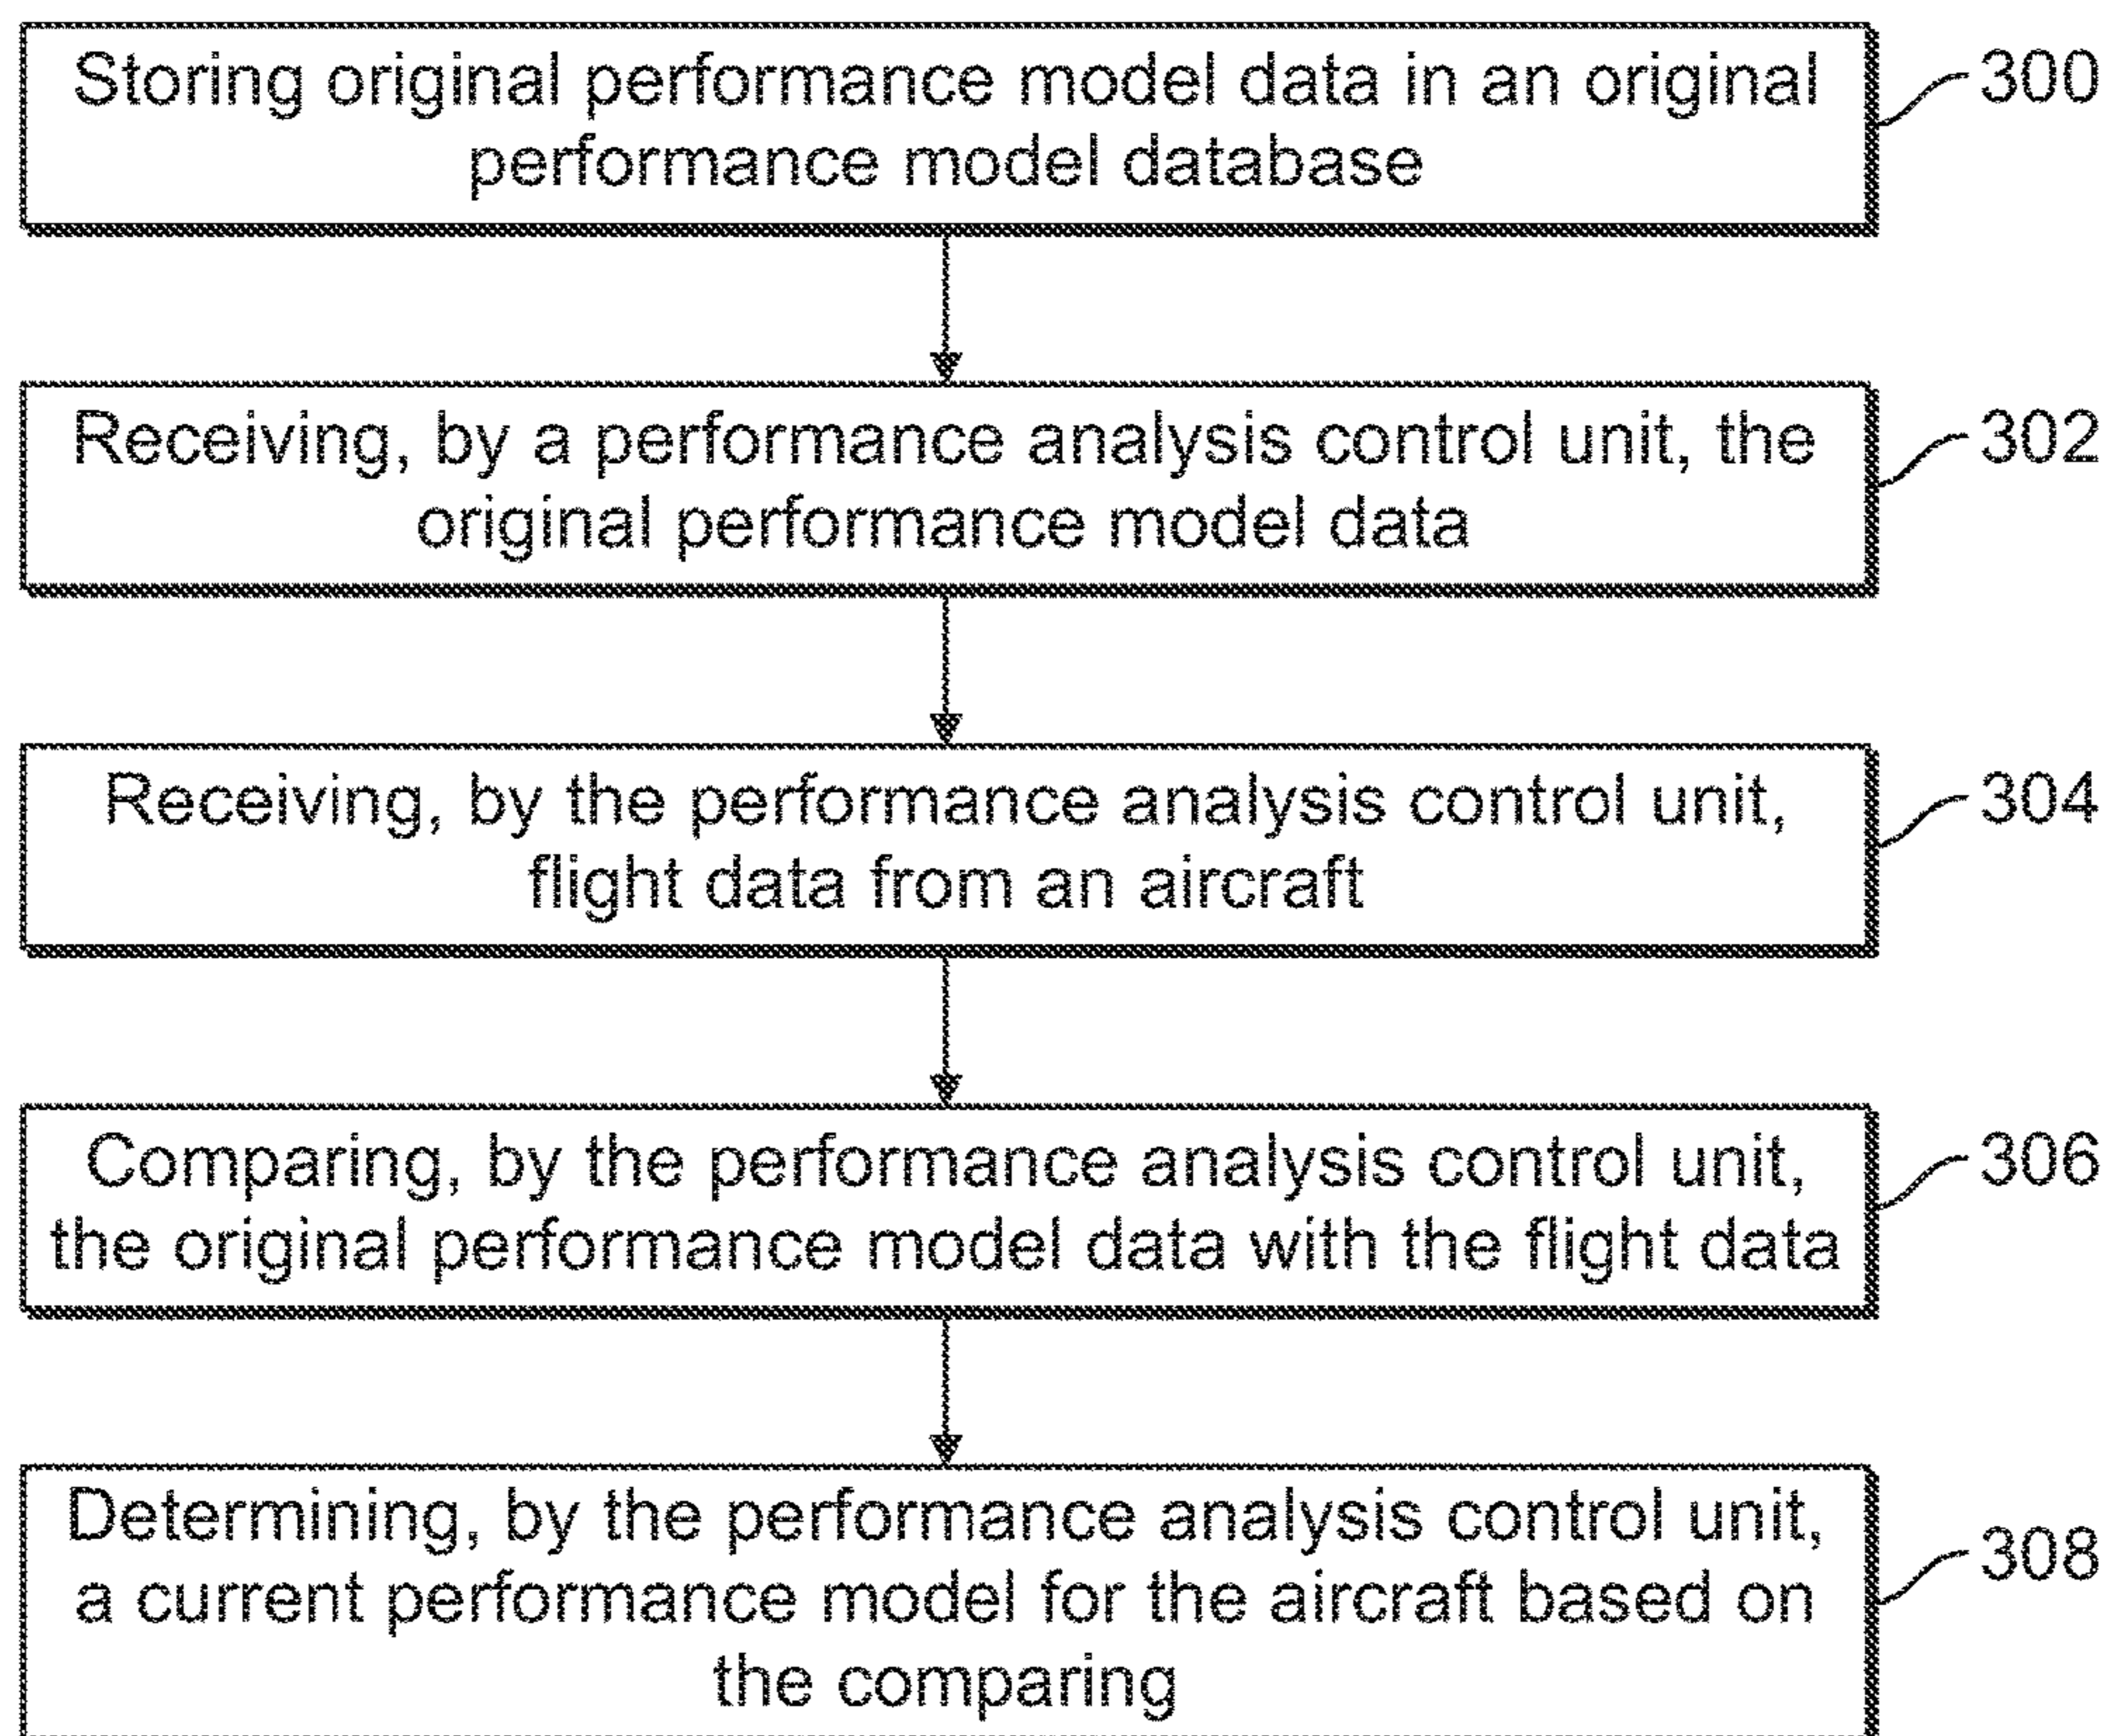 Storing original performance model data in an original
performance model database
300
Receiving, by a performance analysis control unit, the
original performance model data
302
Receiving, by the performance analysis control unit,
flight data from an aircraft
304
Comparing, by the performance analysis control unit,
the original performance model data with the flight data
306
Determining, by the performance analysis control unit,
a current performance model for the aircraft based on
the comparing
308